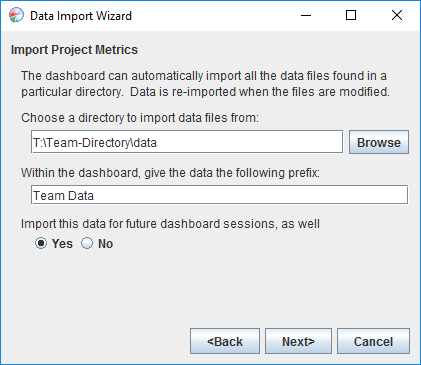 Data Import Wizard
Import Project Metrics
The dashboard can automatically import all the data files found in a
particular directory.  Data is re-imported when the files are modified.
Choose a directory to import data files from:
T:\Team-Directory\data
Browse
Within the dashboard, give the data the following prefix:
Team Data
Import this data for future dashboard sessions, as well
Yes No
<Back Next> Cancel